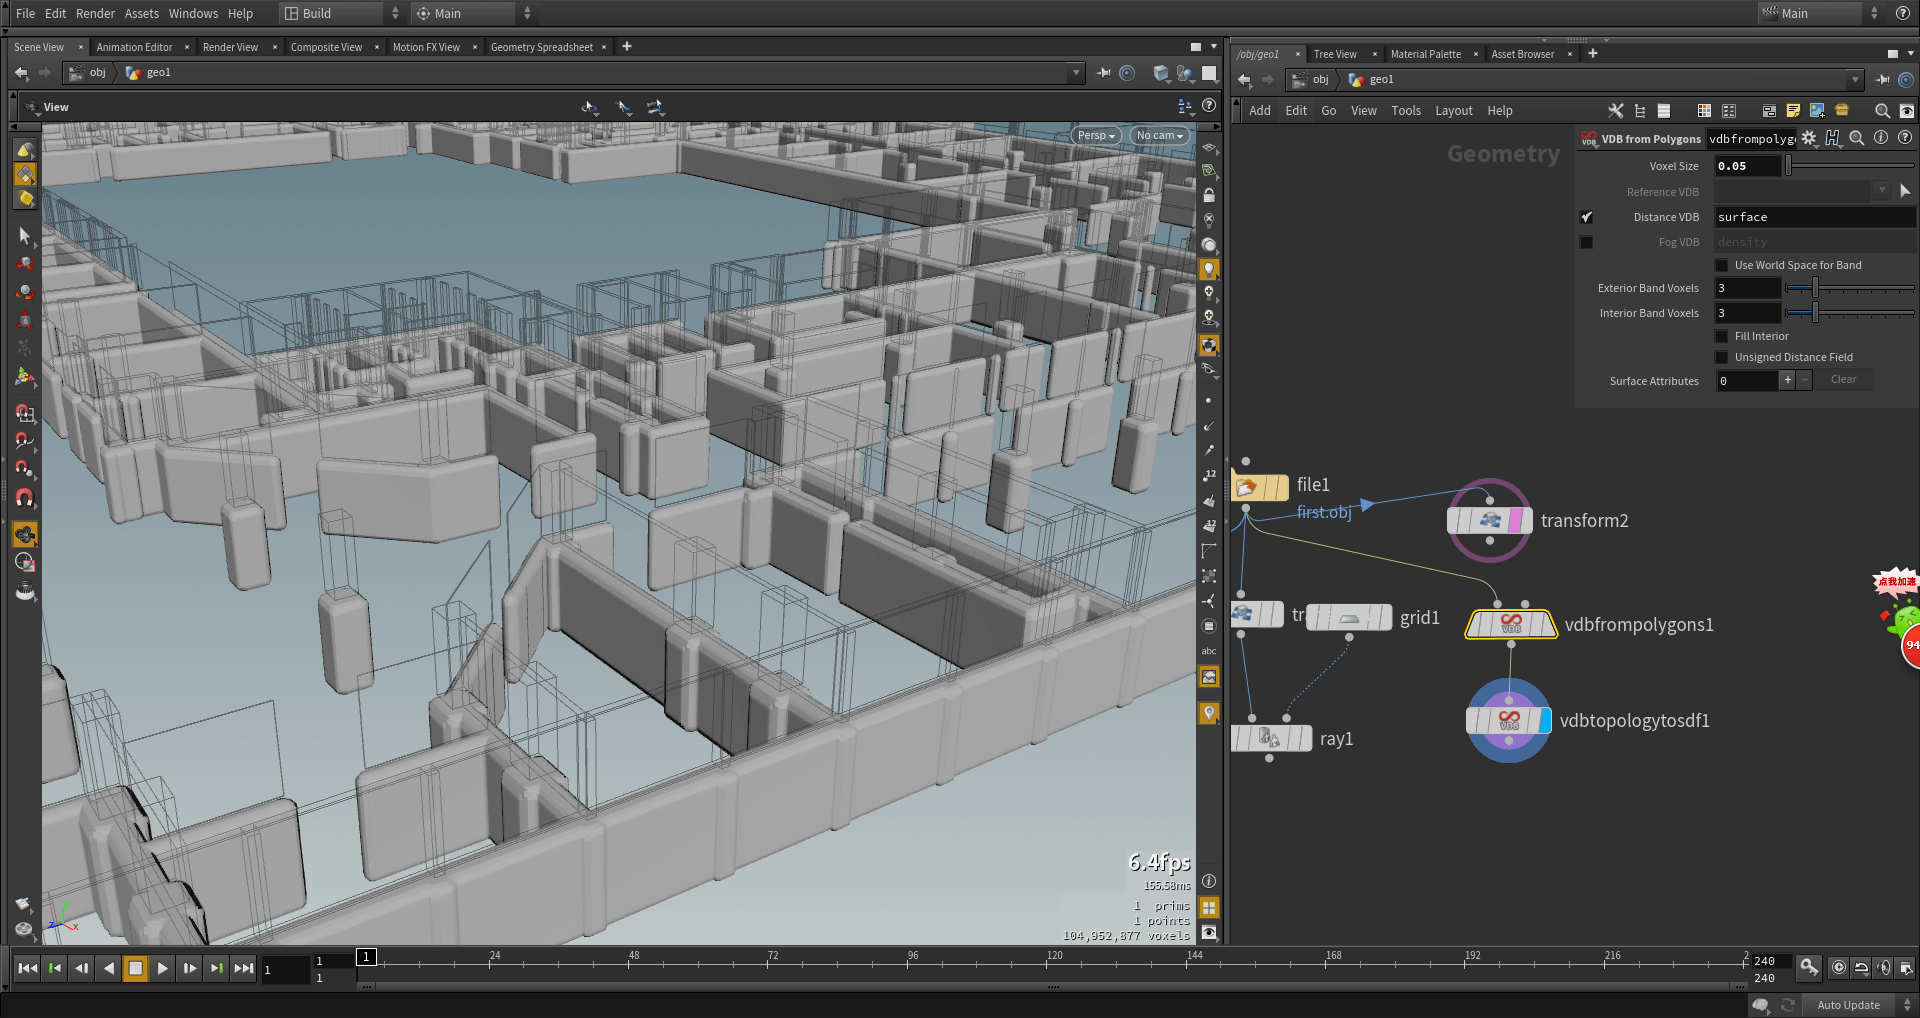 File Edit Render Assets Windows Help Build Main Main
Scene View Animation Editor Render View Composite View Motion FX View Geometry Spreadsheet
/obj/geo1 Tree View Material Palette Asset Browser
obj geo1
obj geo1
View
Add Edit Go View Tools Layout Help
Persp No cam
Geometry
VDB from Polygons vdbfrompolyg
Voxel Size 0.05
Reference VDB
Distance VDB surface
Fog VDB density
Use World Space for Band
Exterior Band Voxels 3
Interior Band Voxels 3
Fill Interior
Unsigned Distance Field
Surface Attributes 0 + - Clear
12
12
abc
file1
first.obj
transform2
tr
grid1
vdbfrompolygons1
VDB
vdbtopologytosdf1
VDB
ray1
点我加速
94
6.4fps
155.58ms
1 prims
1 points
104,952,877 voxels
y
z
x
1 1 1 24 48 72 96 120 144 168 192 216 2 240
1 240
Auto Update